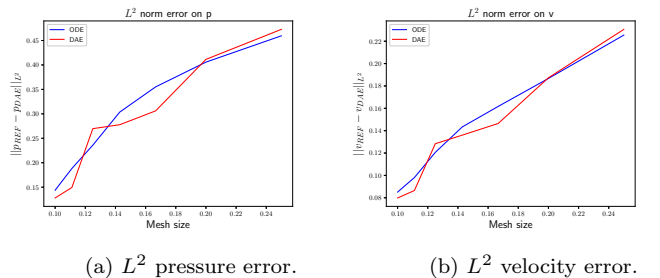 L² norm error on p
ODE
DAE
||p_REF − p_DAE||_L²
0.45
0.40
0.35
0.30
0.25
0.20
0.15
0.10 0.12 0.14 0.16 0.18 0.20 0.22 0.24
Mesh size
(a) L² pressure error.
L² norm error on v
ODE
DAE
||v_REF − v_DAE||_L²
0.22
0.20
0.18
0.16
0.14
0.12
0.10
0.08
0.10 0.12 0.14 0.16 0.18 0.20 0.22 0.24
Mesh size
(b) L² velocity error.